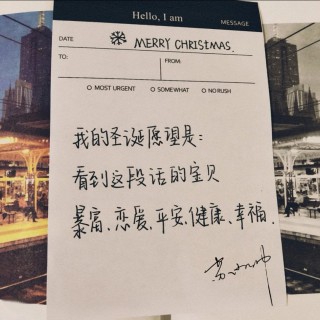 Hello, I am
MESSAGE
DATE
MERRY CHRISTMAS.
TO:
FROM:
MOST URGENT
SOMEWHAT
NO RUSH
我的圣诞愿望是:
看到这段话的宝贝
暴富、恋爱、平安、健康、幸福.